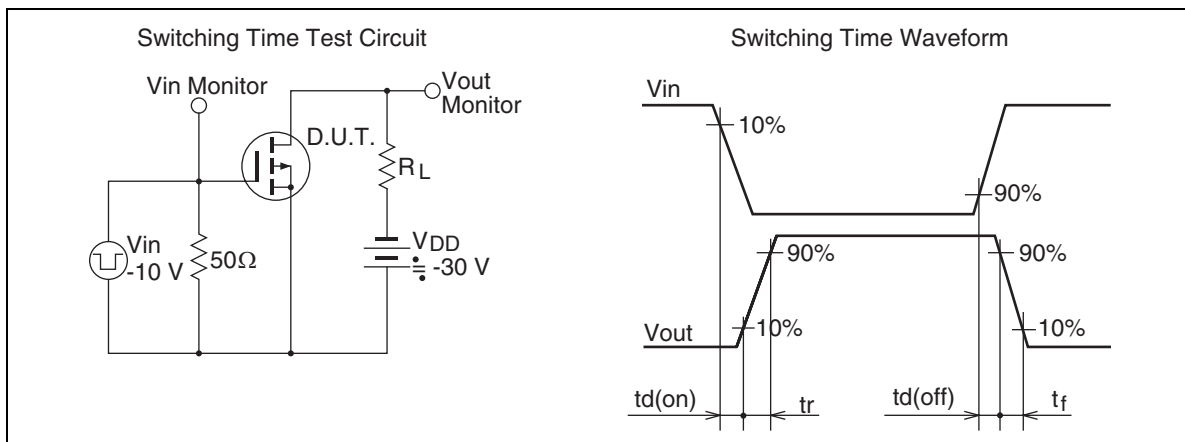 Switching Time Test Circuit
Vin Monitor
Vout
Monitor
D.U.T.
RL
Vin
-10 V
50Ω
VDD
≒ -30 V
Switching Time Waveform
Vin
10%
90%
90%
90%
10%
10%
Vout
td(on)
tr
td(off)
tf